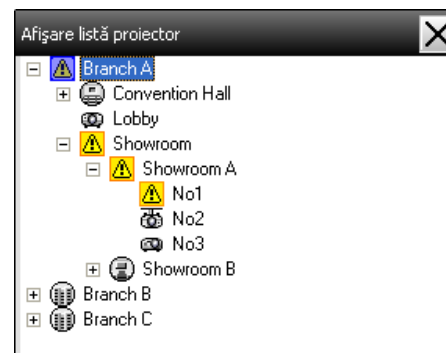 Afișare listă proiector
Branch A
Convention Hall
Lobby
Showroom
Showroom A
No1
No2
No3
Showroom B
Branch B
Branch C